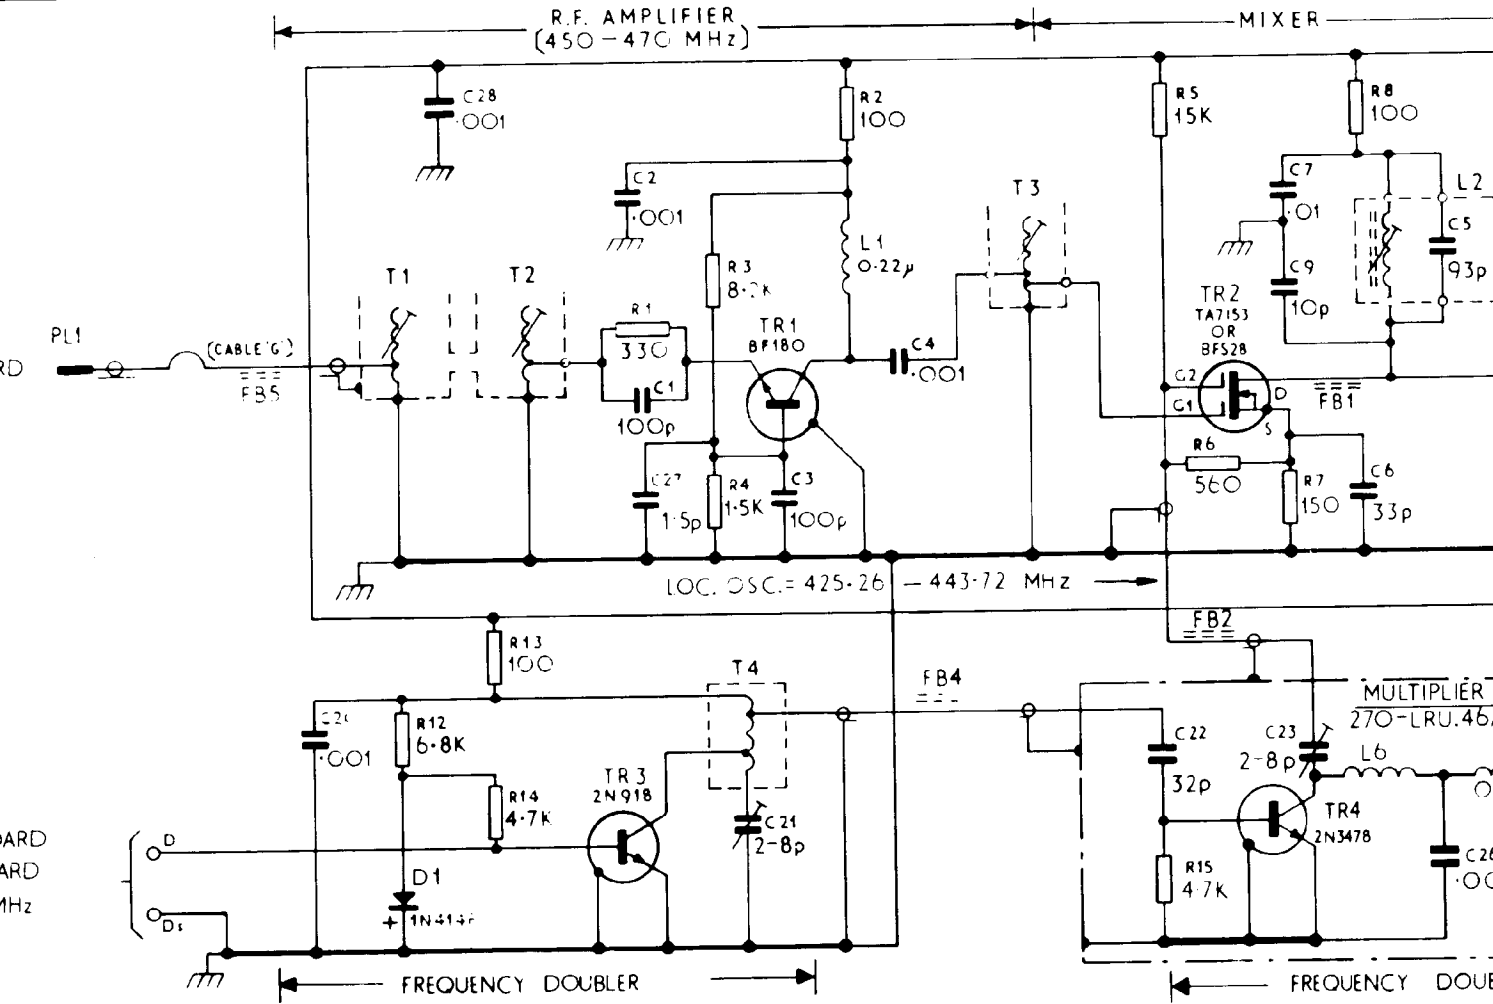 R.F. AMPLIFIER
(450-470 MHz)
MIXER
C28
.001
R2
100
R5
15K
R8
100
C2
.001
T3
C7
.01
L2
C5
93p
L1
0.22µ
R3
8.2K
C9
10p
T1
T2
TR2
TA7153
OR
BFS28
PL1
(CABLE'G')
FB5
R1
330
C1
100p
TR1
BF180
C4
.001
G2
G1
D
S
FB1
R6
560
R7
150
C6
33p
C27
1.5p
R4
1.5K
C3
100p
LOC. OSC.= 425.26 - 443.72 MHz
R13
100
T4
FB4
FB2
MULTIPLIER
.001
R12
6.8K
R14
4.7K
TR3
2N918
C21
2-8p
C22
32p
C23
2-8p
L6
TR4
2N3478
R15
4.7K
D
Ds
MHz
D1
+
FREQUENCY DOUBLER
FREQUENCY